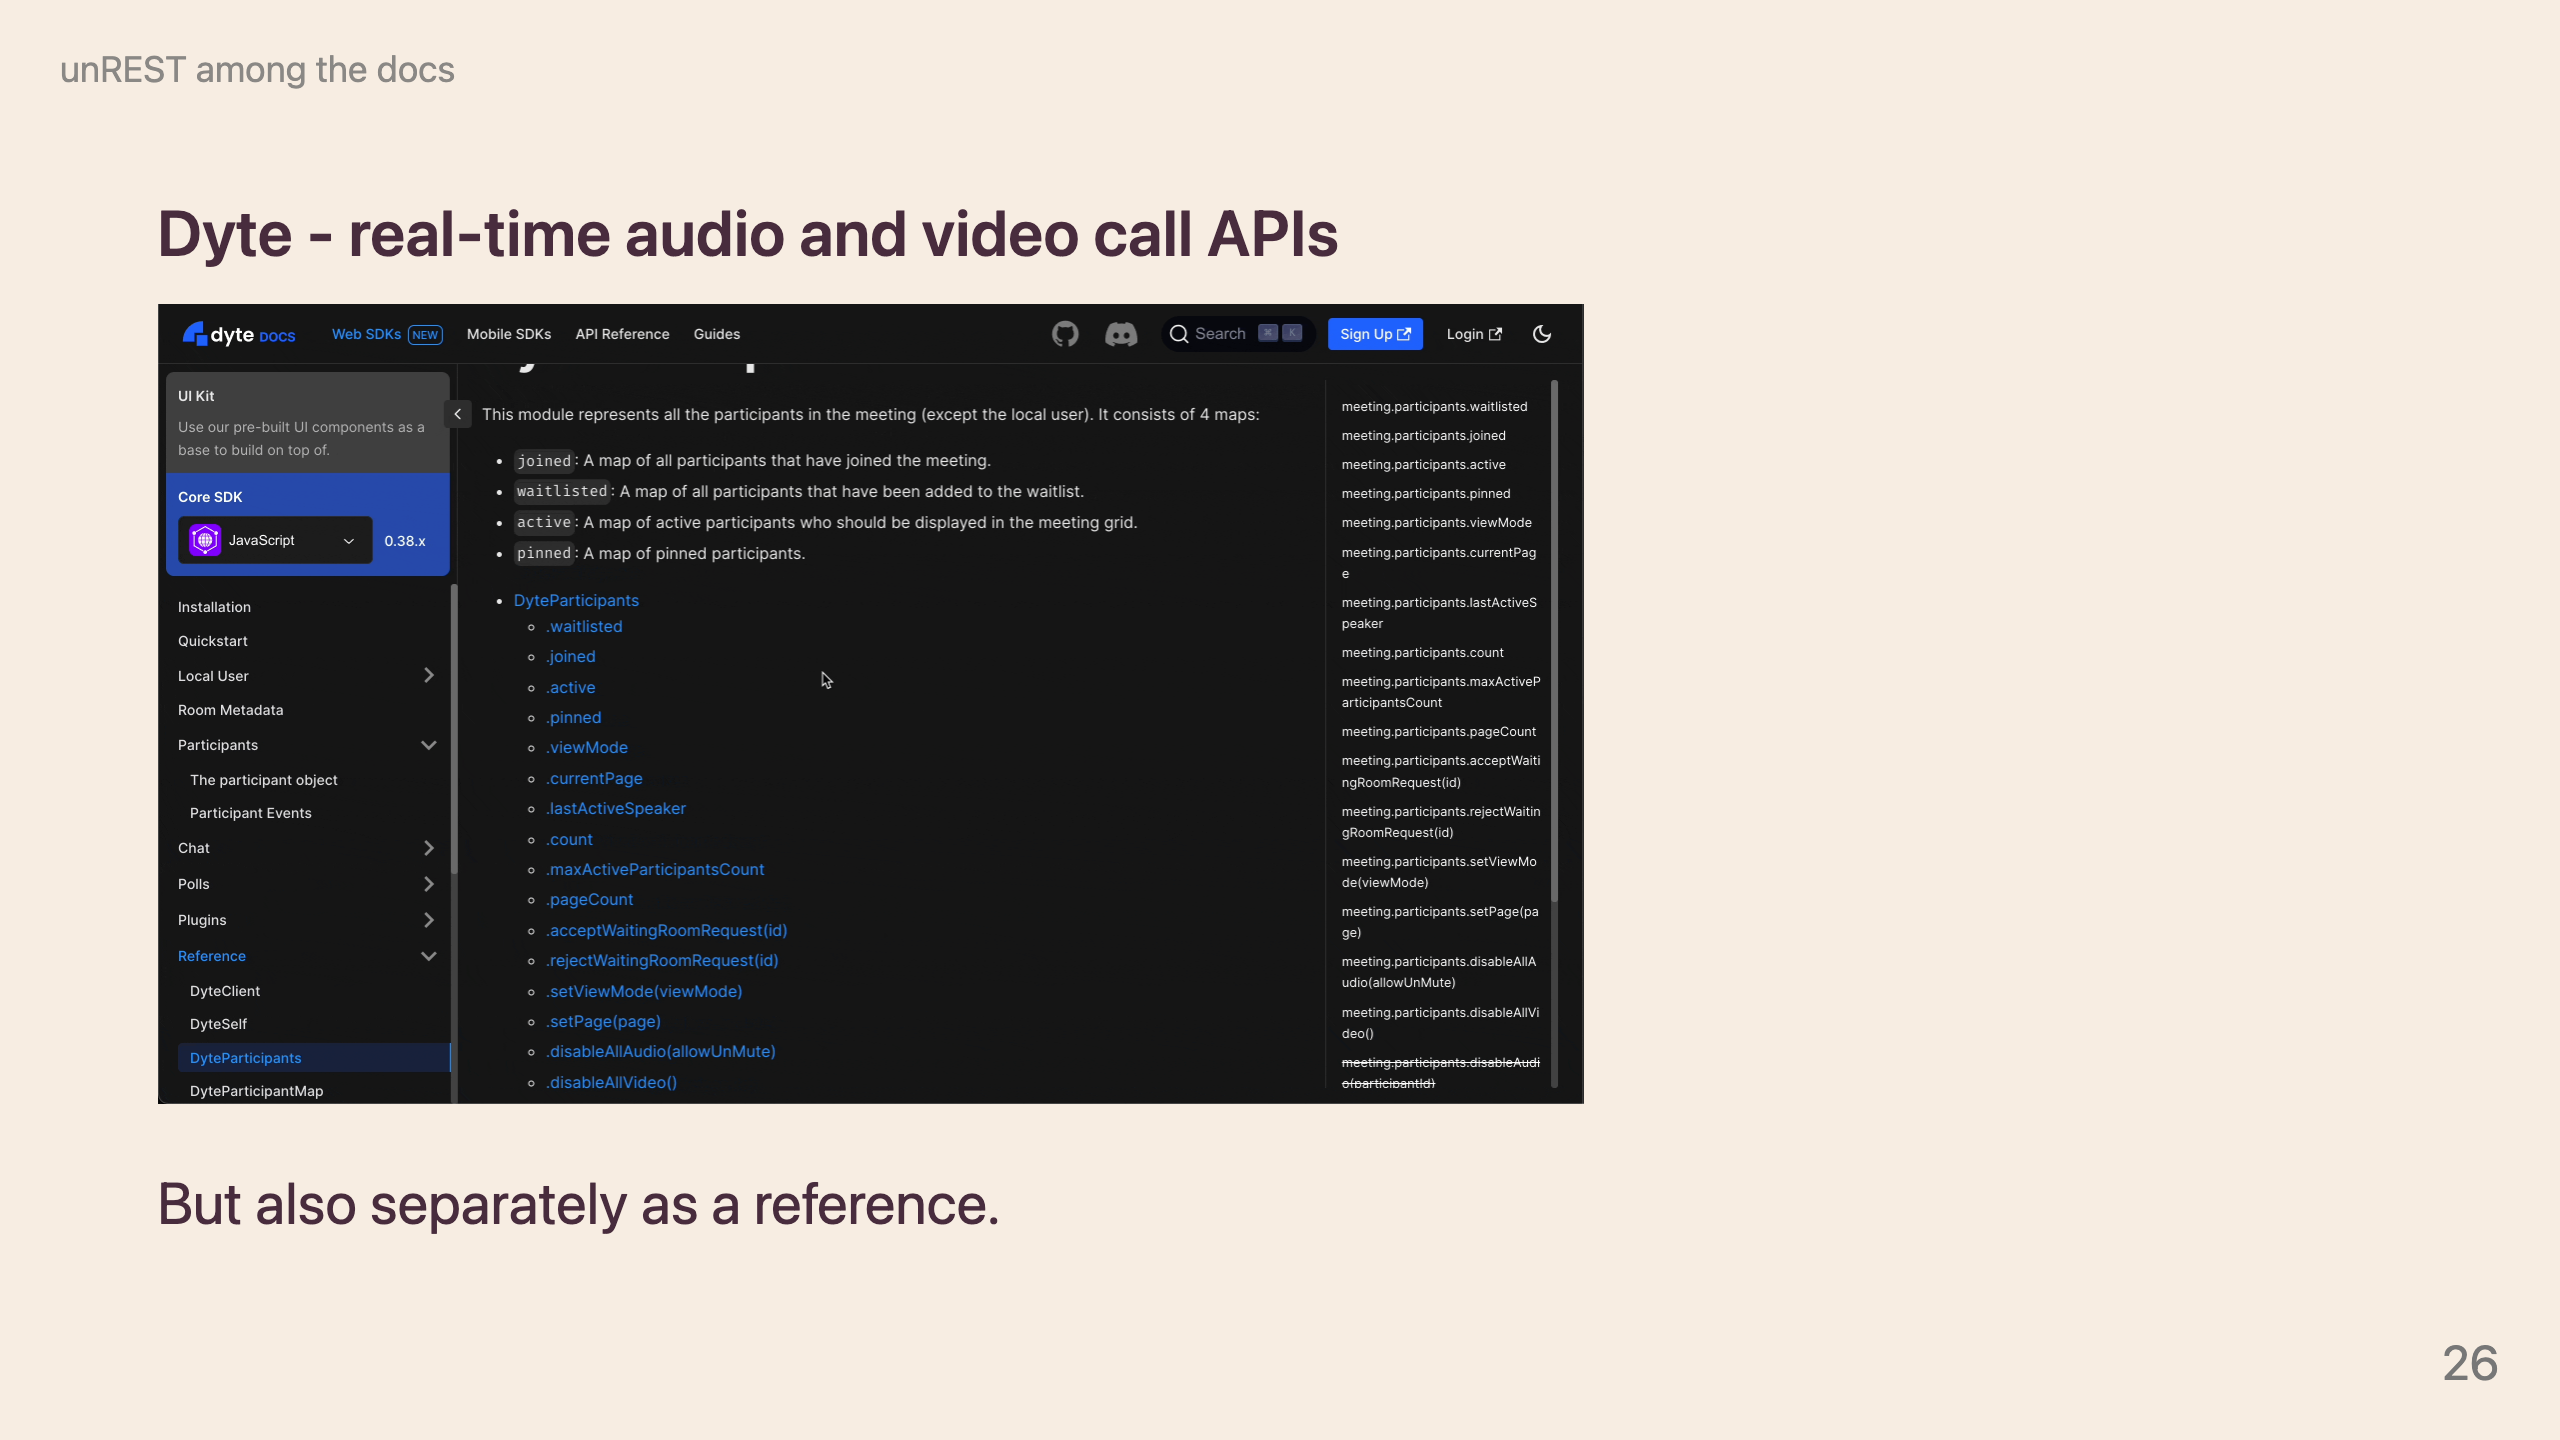 unREST among the docs
Dyte - real-time audio and video call APIs
dyte DOCS
Web SDKs NEW
Mobile SDKs
API Reference
Guides
Search ⌘ K
Sign Up
Login
UI Kit
Use our pre-built UI components as a
base to build on top of.
Core SDK
JavaScript
0.38.x
Installation
Quickstart
Local User
Room Metadata
Participants
The participant object
Participant Events
Chat
Polls
Plugins
Reference
DyteClient
DyteSelf
DyteParticipants
DyteParticipantMap
This module represents all the participants in the meeting (except the local user). It consists of 4 maps:
• joined: A map of all participants that have joined the meeting.
• waitlisted: A map of all participants that have been added to the waitlist.
• active: A map of active participants who should be displayed in the meeting grid.
• pinned: A map of pinned participants.
• DyteParticipants
◦ .waitlisted
◦ .joined
◦ .active
◦ .pinned
◦ .viewMode
◦ .currentPage
◦ .lastActiveSpeaker
◦ .count
◦ .maxActiveParticipantsCount
◦ .pageCount
◦ .acceptWaitingRoomRequest(id)
◦ .rejectWaitingRoomRequest(id)
◦ .setViewMode(viewMode)
◦ .setPage(page)
◦ .disableAllAudio(allowUnMute)
◦ .disableAllVideo()
meeting.participants.waitlisted
meeting.participants.joined
meeting.participants.active
meeting.participants.pinned
meeting.participants.viewMode
meeting.participants.currentPag
e
meeting.participants.lastActiveS
peaker
meeting.participants.count
meeting.participants.maxActiveP
articipantsCount
meeting.participants.pageCount
meeting.participants.acceptWaiti
ngRoomRequest(id)
meeting.participants.rejectWaitin
gRoomRequest(id)
meeting.participants.setViewMo
de(viewMode)
meeting.participants.setPage(pa
ge)
meeting.participants.disableAllA
udio(allowUnMute)
meeting.participants.disableAllVi
deo()
meeting.participants.disableAudi
o(participantId)
But also separately as a reference.
26